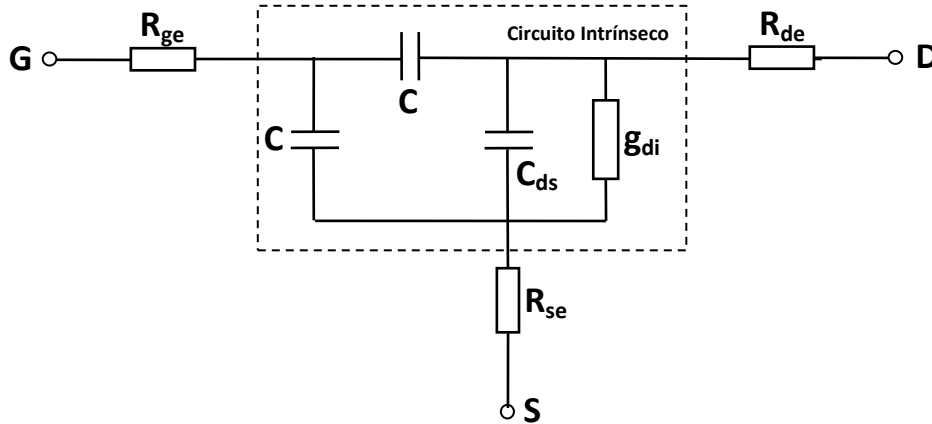 Circuito Intrínseco
G
Rge
C
C
Cds
gdi
Rde
D
Rse
S